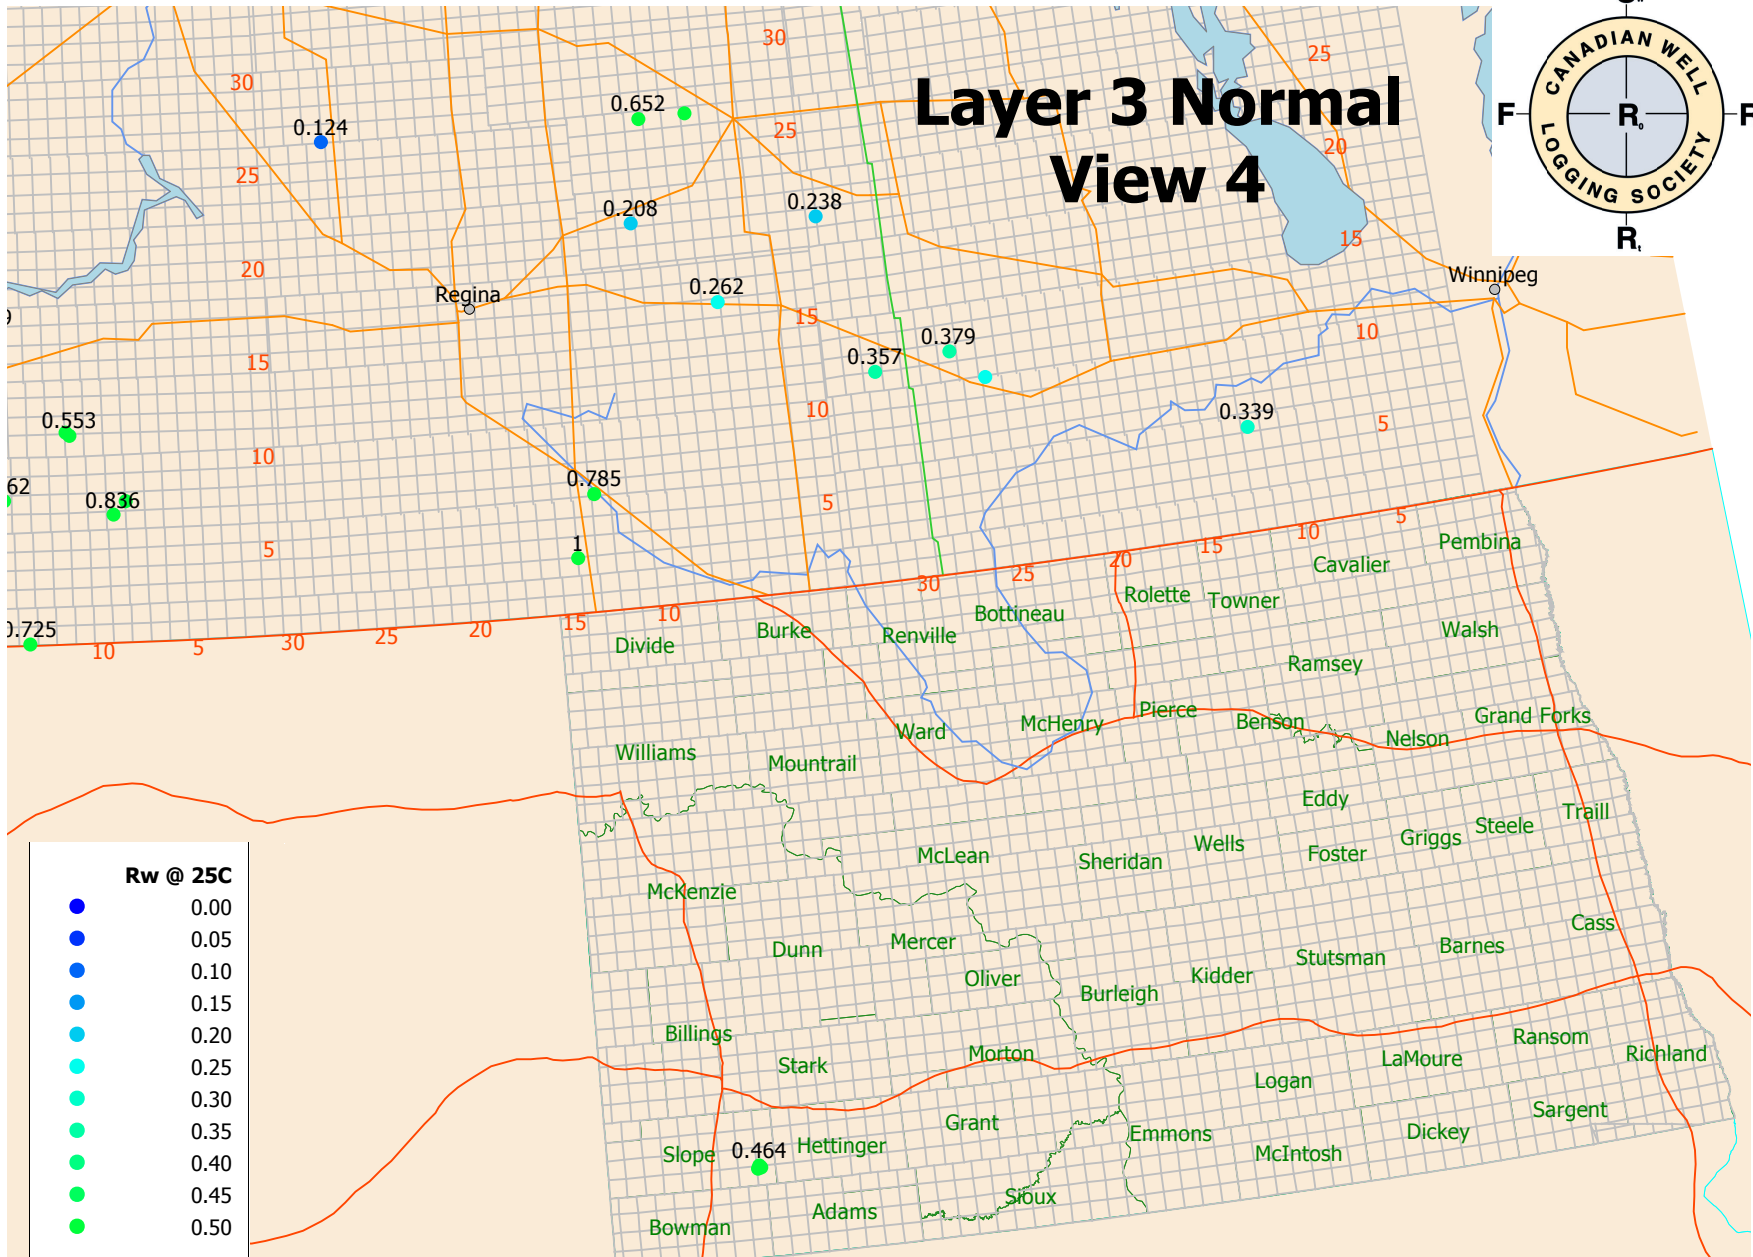 Layer 3 Normal
View 4
CANADIAN WELL
LOGGING SOCIETY
F
R
Ro
Rt
30
30
25
0.652
0.124
25
20
25
0.208
0.238
15
20
Regina
0.262
Winnipeg
9
15
10
0.379
0.357
15
10
0.339
5
0.553
10
0.785
62
0.836
5
1
5
5
10
15
20
25
30
0.725
10
5
30
25
20
15
10
Pembina
Cavalier
Rolette
Towner
Bottineau
Walsh
Burke
Renville
Divide
Ramsey
Pierce
Grand Forks
Benson
McHenry
Ward
Nelson
Williams
Mountrail
Eddy
Traill
Steele
Griggs
Wells
Foster
McLean
Sheridan
McKenzie
Cass
Mercer
Dunn
Barnes
Stutsman
Oliver
Kidder
Burleigh
Billings
Ransom
Stark
Morton
LaMoure
Richland
Logan
Sargent
Grant
Emmons
Dickey
Hettinger
Slope
0.464
McIntosh
Sioux
Adams
Bowman
Rw @ 25C
0.00
0.05
0.10
0.15
0.20
0.25
0.30
0.35
0.40
0.45
0.50